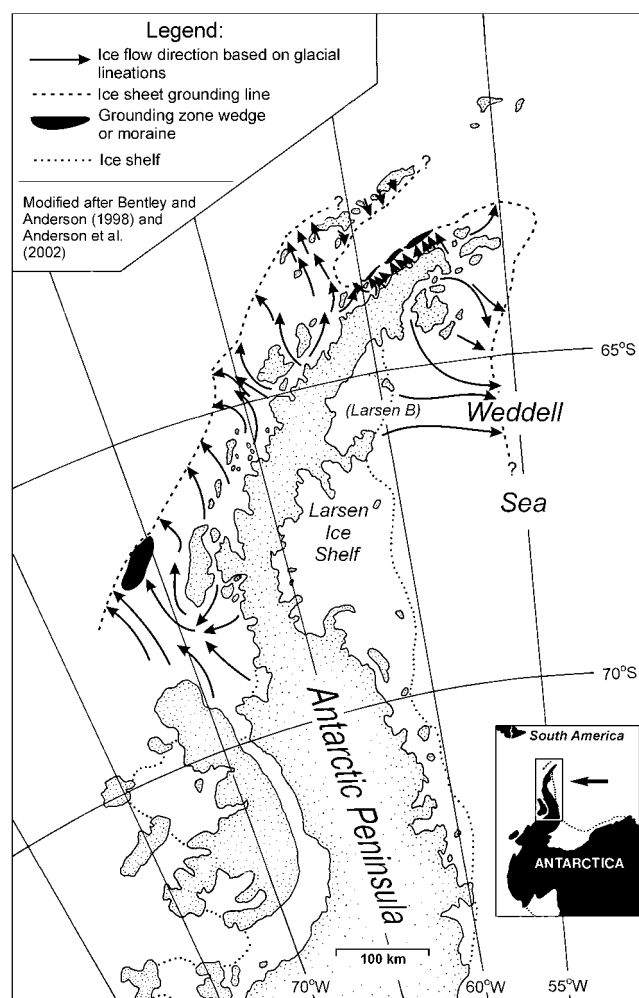 Legend:
Ice flow direction based on glacial
lineations
Ice sheet grounding line
Grounding zone wedge
or moraine
Ice shelf
Modified after Bentley and
Anderson (1998) and
Anderson et al.
(2002)
?
?
?
65°S
(Larsen B)
Weddell
Sea
Larsen
Ice
Shelf
70°S
Antarctic Peninsula
South America
ANTARCTICA
100 km
70°W
60°W
55°W